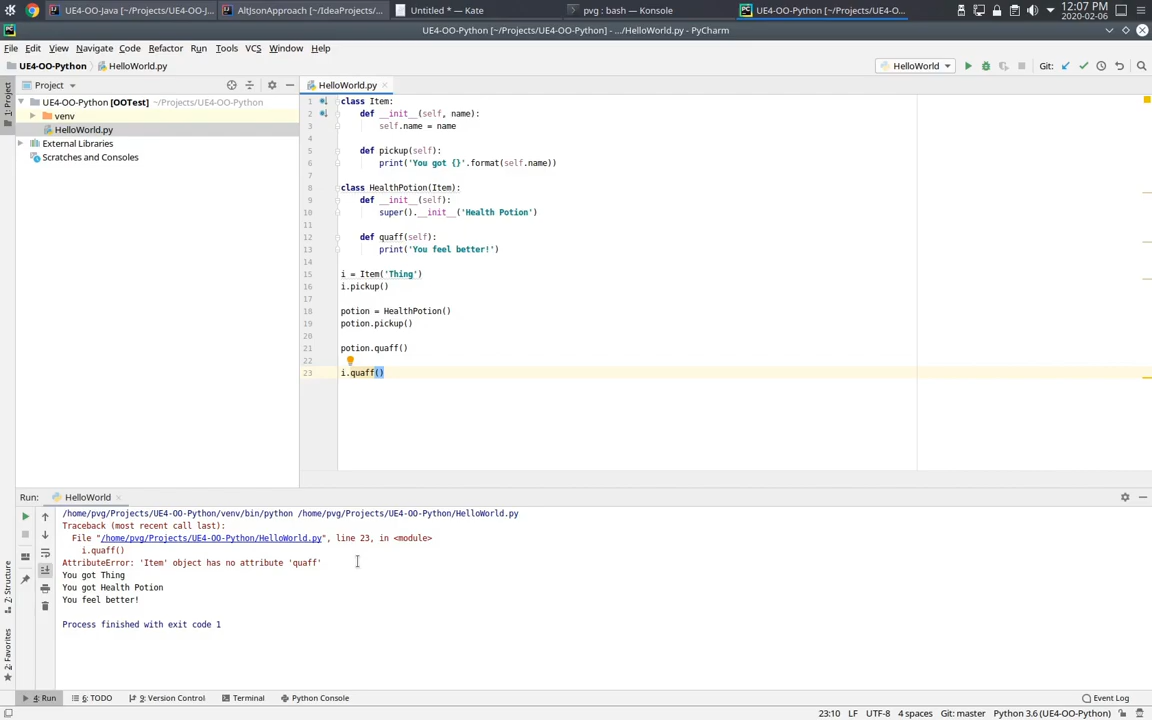 UE4-OO-Java [~/Projects/UE4-OO-J...
AltJsonApproach [~/IdeaProjects/...
Untitled * — Kate
pvg : bash — Konsole
UE4-OO-Python [~/Projects/UE4-O...
12:07 PM
2020-02-06
UE4-OO-Python [~/Projects/UE4-OO-Python] - .../HelloWorld.py - PyCharm
File Edit View Navigate Code Refactor Run Tools VCS Window Help
UE4-OO-Python HelloWorld.py
HelloWorld
Git:
1: Project
Project
UE4-OO-Python [OOTest] ~/Projects/UE4-OO-Python
venv
HelloWorld.py
External Libraries
Scratches and Consoles
HelloWorld.py
1 class Item:
2 def __init__(self, name):
3 self.name = name
4
5 def pickup(self):
6 print('You got {}'.format(self.name))
7
8 class HealthPotion(Item):
9 def __init__(self):
10 super().__init__('Health Potion')
11
12 def quaff(self):
13 print('You feel better!')
14
15 i = Item('Thing')
16 i.pickup()
17
18 potion = HealthPotion()
19 potion.pickup()
20
21 potion.quaff()
22
23 i.quaff()
Run: HelloWorld
/home/pvg/Projects/UE4-OO-Python/venv/bin/python /home/pvg/Projects/UE4-OO-Python/HelloWorld.py
Traceback (most recent call last):
File "/home/pvg/Projects/UE4-OO-Python/HelloWorld.py", line 23, in <module>
i.quaff()
AttributeError: 'Item' object has no attribute 'quaff'
You got Thing
You got Health Potion
You feel better!
Process finished with exit code 1
7: Structure
2: Favorites
4: Run 6: TODO 9: Version Control Terminal Python Console Event Log
23:10 LF UTF-8 4 spaces Git: master Python 3.6 (UE4-OO-Python)